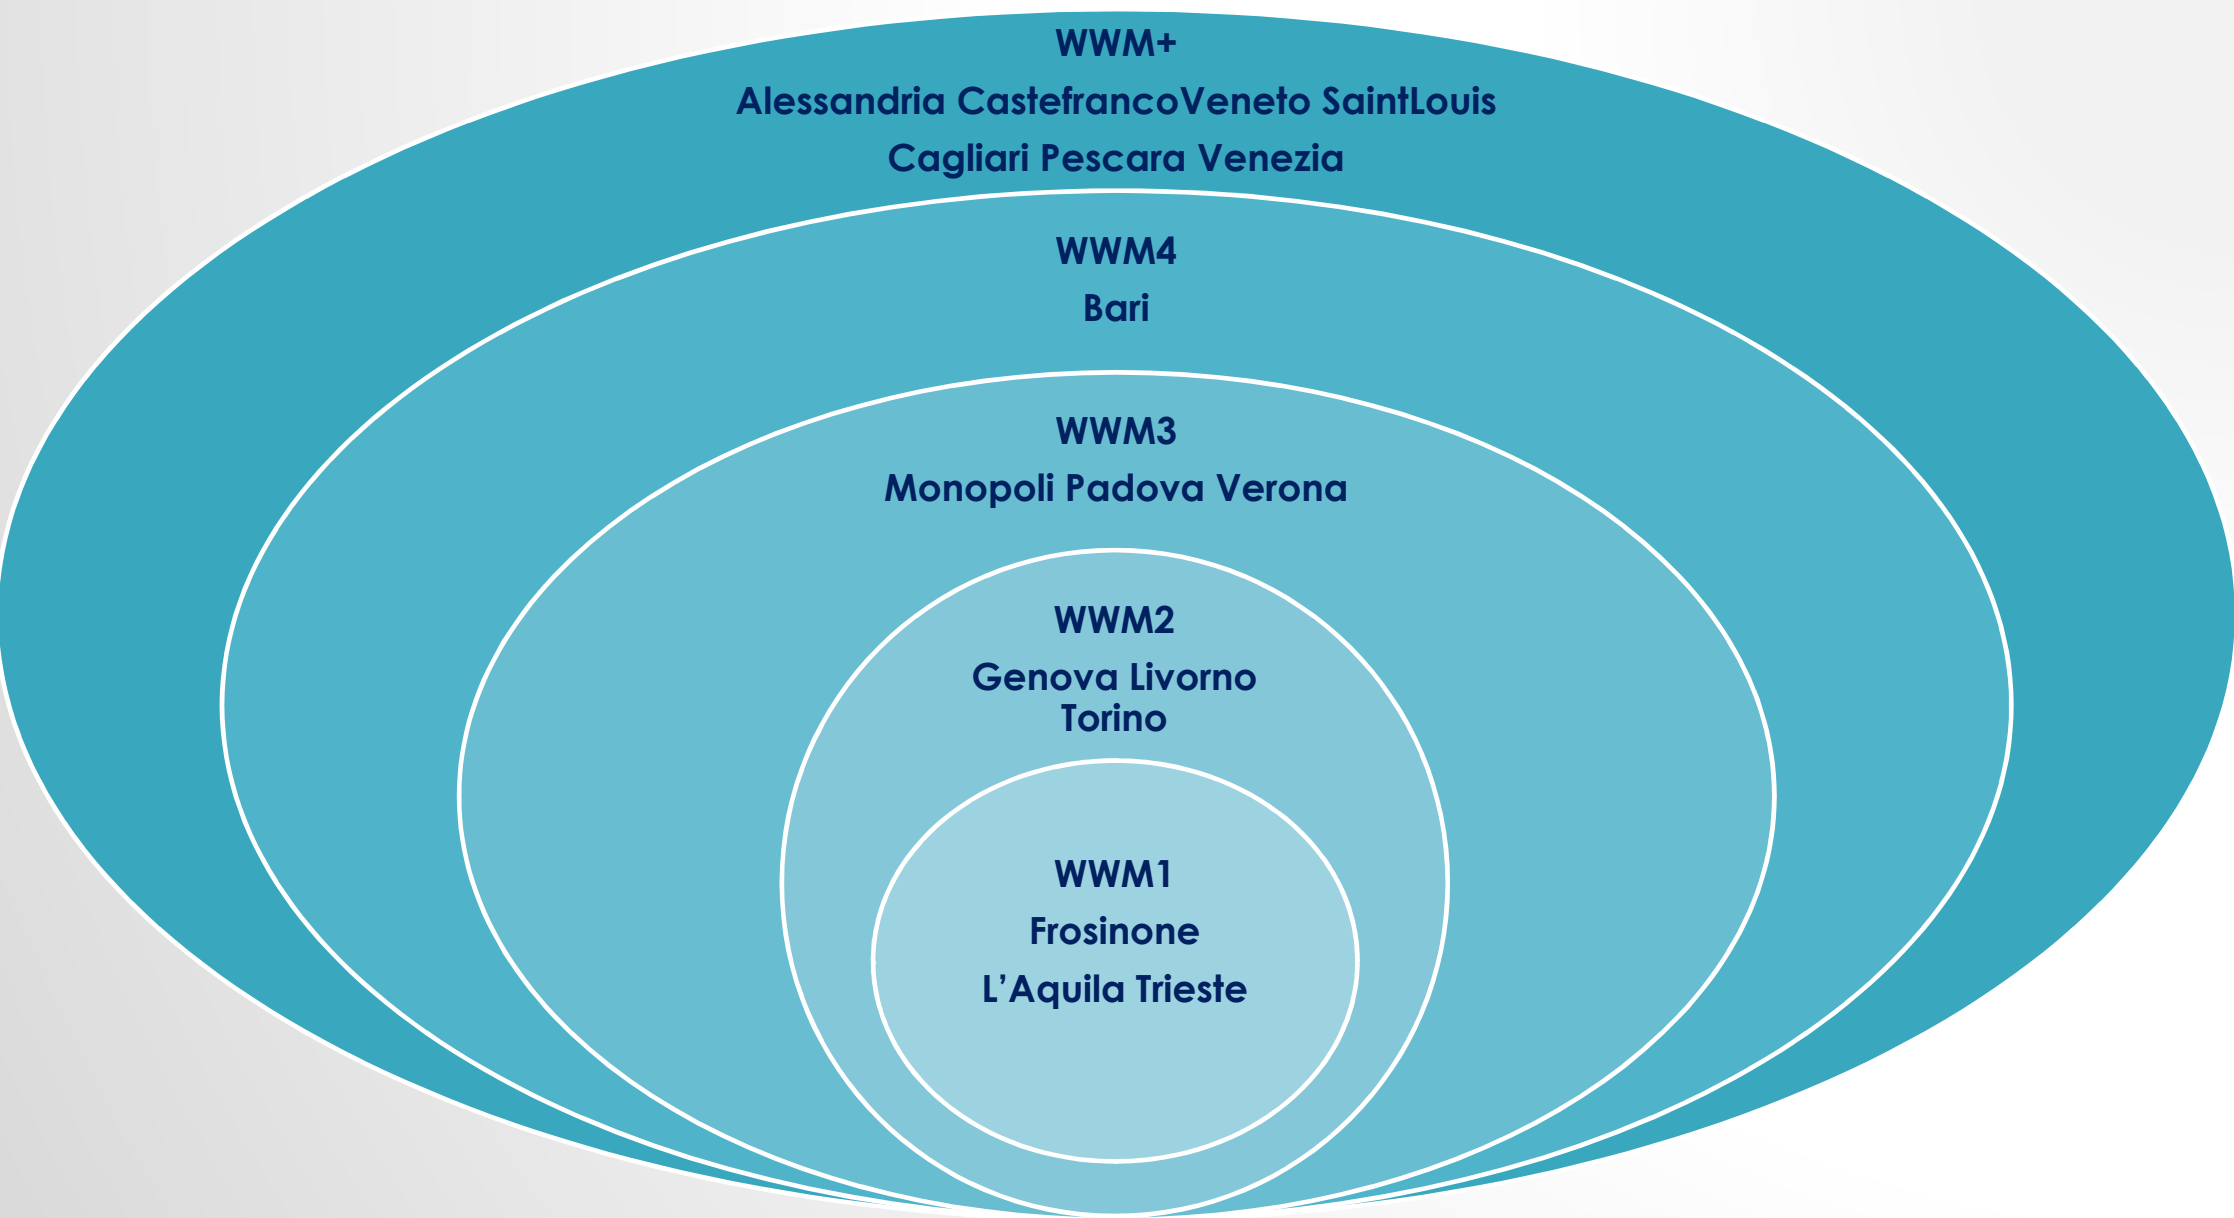 WWM+
Alessandria CastefrancoVeneto SaintLouis
Cagliari Pescara Venezia
WWM4
Bari
WWM3
Monopoli Padova Verona
WWM2
Genova Livorno
Torino
WWM1
Frosinone
L’Aquila Trieste